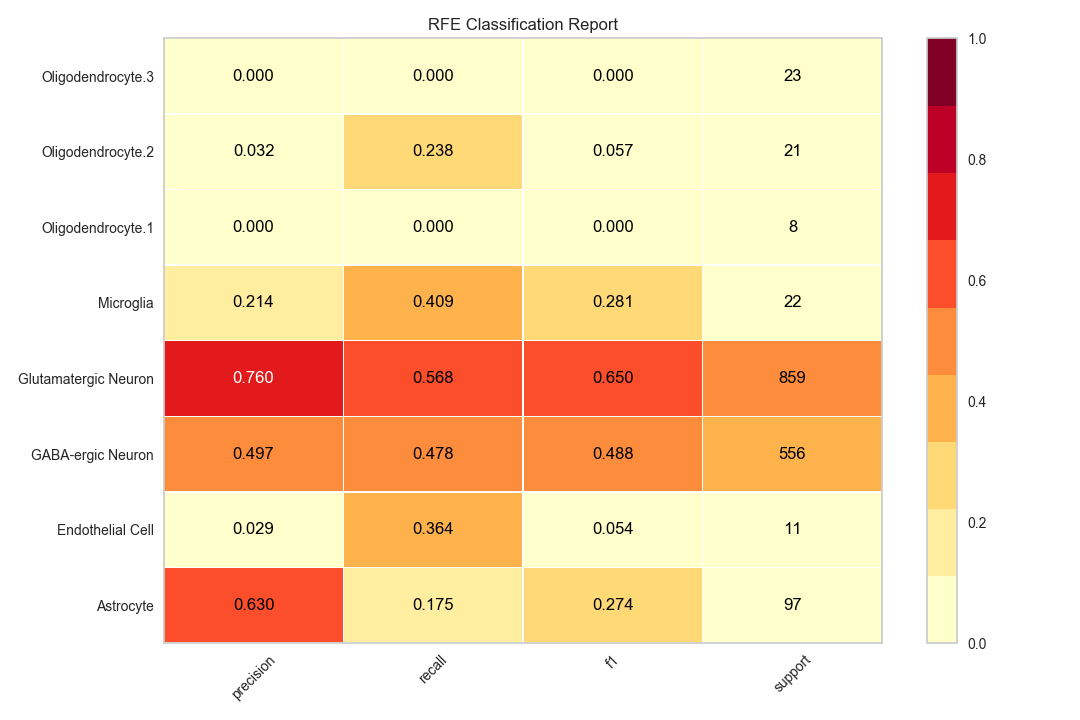 RFE Classification Report
Oligodendrocyte.3 0.000 0.000 0.000 23
Oligodendrocyte.2 0.032 0.238 0.057 21
Oligodendrocyte.1 0.000 0.000 0.000 8
Microglia 0.214 0.409 0.281 22
Glutamatergic Neuron 0.760 0.568 0.650 859
GABA-ergic Neuron 0.497 0.478 0.488 556
Endothelial Cell 0.029 0.364 0.054 11
Astrocyte 0.630 0.175 0.274 97
precision recall f1 support
1.0
0.8
0.6
0.4
0.2
0.0